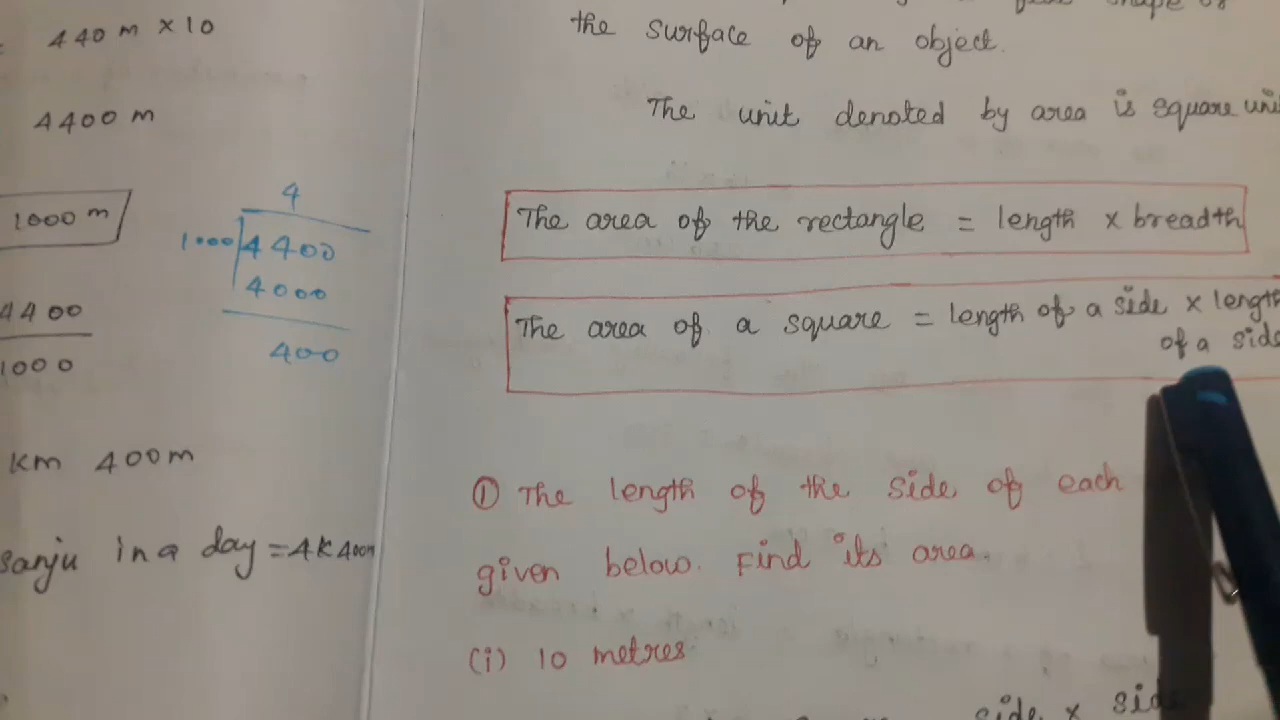 440 m × 10
4400 m
1000 m
4400
1000
km 400 m
sanju in a day = 4k 400m
4
1000 4400
4000
400
the surface of an object.
The unit denoted by area is square
The area of the rectangle = length × breadth
The area of a square = length of a side × length
of a side
① The length of the side of each
given below. Find its area.
(i) 10 metres
side × side